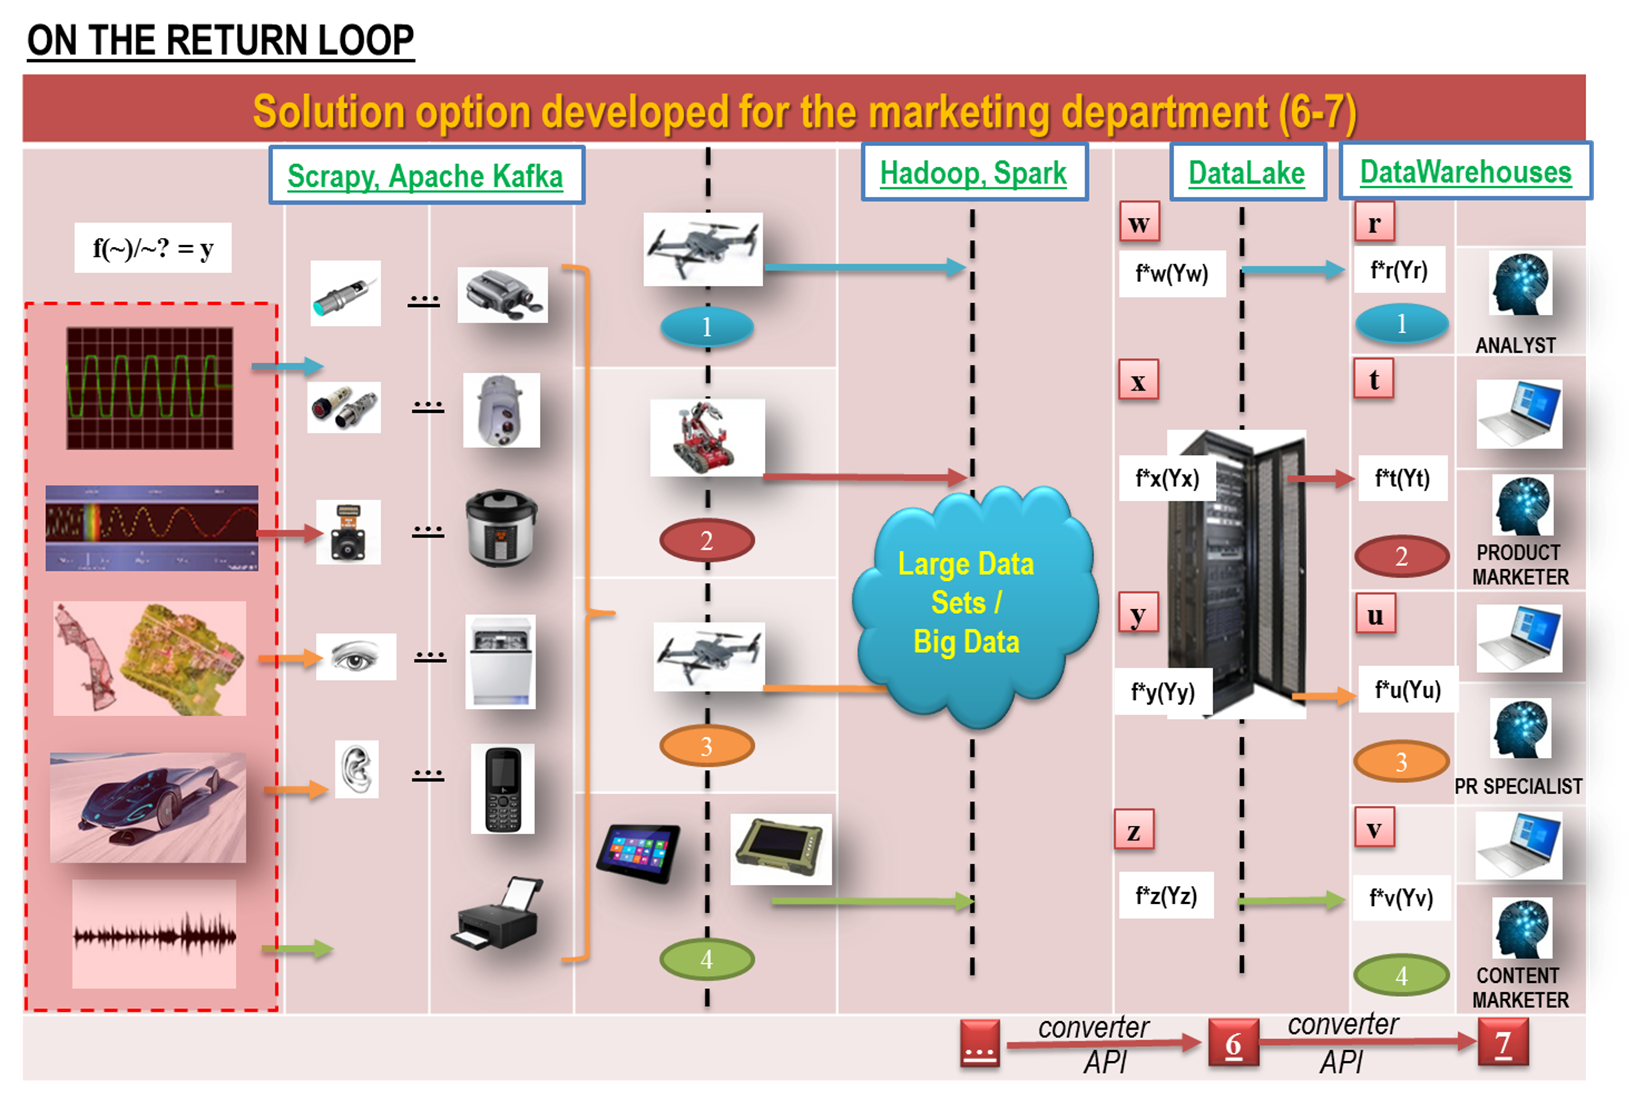 ON THE RETURN LOOP
Solution option developed for the marketing department (6-7)
Scrapy, Apache Kafka
Hadoop, Spark
DataLake
DataWarehouses
f(~)/~? = y
...
...
...
...
...
1
2
3
4
Large Data
Sets /
Big Data
w
f*w(Yw)
x
f*x(Yx)
y
f*y(Yy)
z
f*z(Yz)
r
f*r(Yr)
1
ANALYST
t
f*t(Yt)
2
PRODUCT
MARKETER
u
f*u(Yu)
3
PR SPECIALIST
v
f*v(Yv)
4
CONTENT
MARKETER
...
converter
API
6
converter
API
7